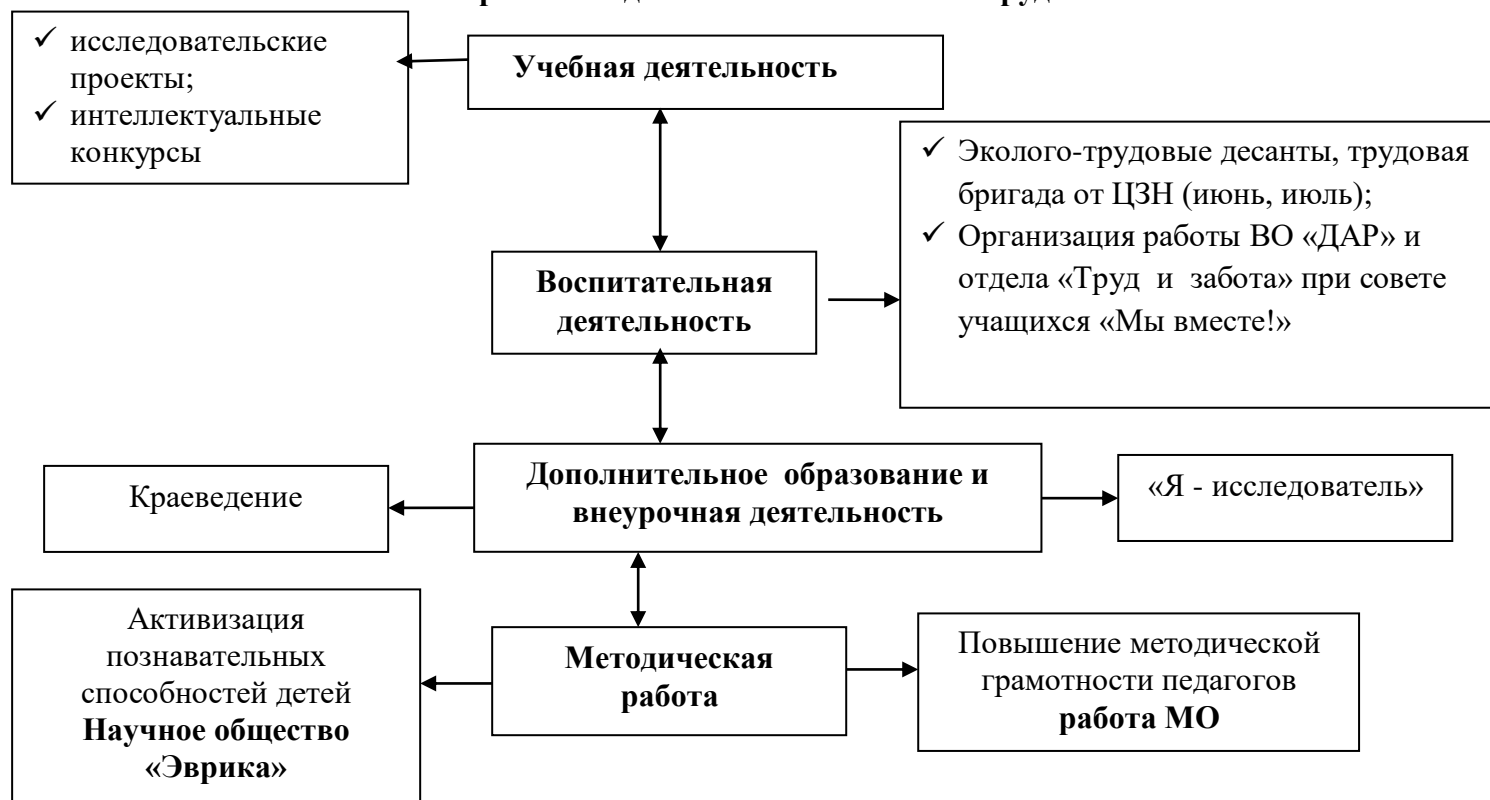 ✓ исследовательские
проекты;
✓ интеллектуальные
конкурсы
Учебная деятельность
✓ Эколого-трудовые десанты, трудовая
бригада от ЦЗН (июнь, июль);
✓ Организация работы ВО «ДАР» и
отдела «Труд и забота» при совете
учащихся «Мы вместе!»
Воспитательная
деятельность
Краеведение
Дополнительное образование и
внеурочная деятельность
«Я - исследователь»
Активизация
познавательных
способностей детей
Научное общество
«Эврика»
Методическая
работа
Повышение методической
грамотности педагогов
работа МО